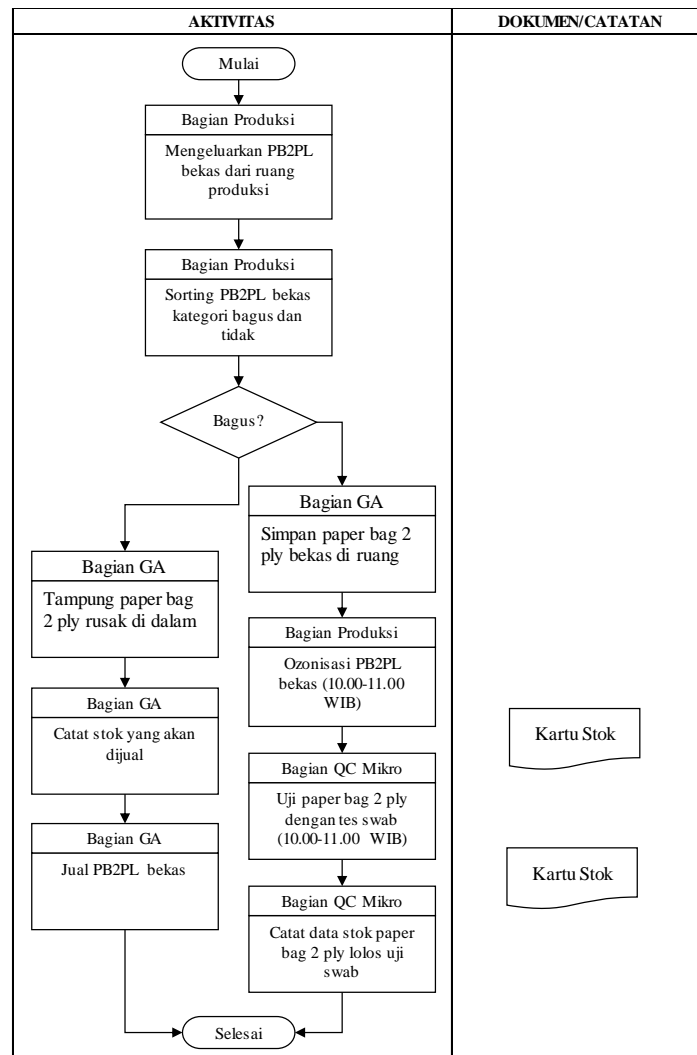 AKTIVITAS
DOKUMEN/CATATAN
Mulai
Bagian Produksi
Mengeluarkan PB2PL
bekas dari ruang
produksi
Bagian Produksi
Sorting PB2PL bekas
kategori bagus dan
tidak
Bagus?
Bagian GA
Simpan paper bag 2
ply bekas di ruang
Bagian GA
Tampung paper bag
2 ply rusak di dalam
Bagian Produksi
Ozonisasi PB2PL
bekas (10.00-11.00
WIB)
Bagian GA
Catat stok yang akan
dijual
Kartu Stok
Bagian QC Mikro
Uji paper bag 2 ply
dengan tes swab
(10.00-11.00 WIB)
Bagian GA
Jual PB2PL bekas
Kartu Stok
Bagian QC Mikro
Catat data stok paper
bag 2 ply lolos uji
swab
Selesai